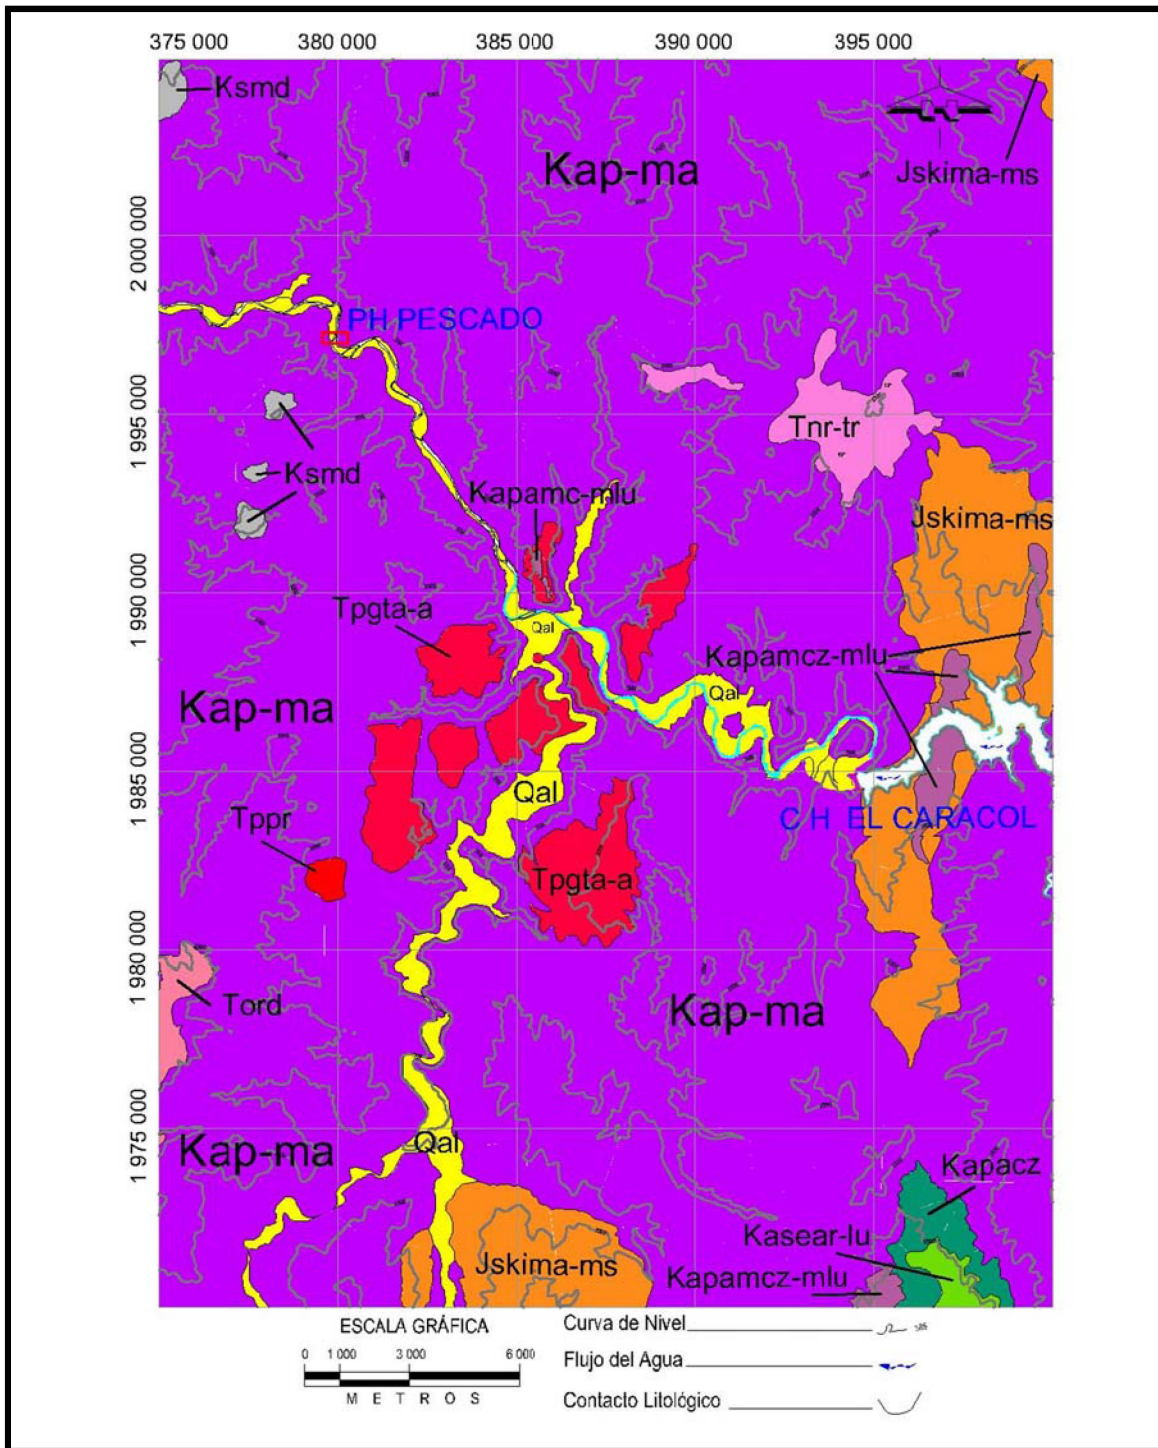 375 000 380 000 385 000 390 000 395 000
Ksmd
Kap-ma
Jskima-ms
2 000 000
PH PESCADO
1 995 000
Tnr-tr
Ksmd
Kapamc-mlu
Jskima-ms
1 990 000
Tpgta-a
Qal
Kapamcz-mlu
Qal
Kap-ma
1 985 000
Qal
Tppr
C H EL CARACOL
Tpgta-a
1 980 000
Tord
Kap-ma
1 975 000
Qal
Kap-ma
Kapacz
Kasear-lu
Jskima-ms
Kapamcz-mlu
ESCALA GRÁFICA
0 1 000 3 000 6 000
M E T R O S
Curva de Nivel
Flujo del Agua
Contacto Litológico